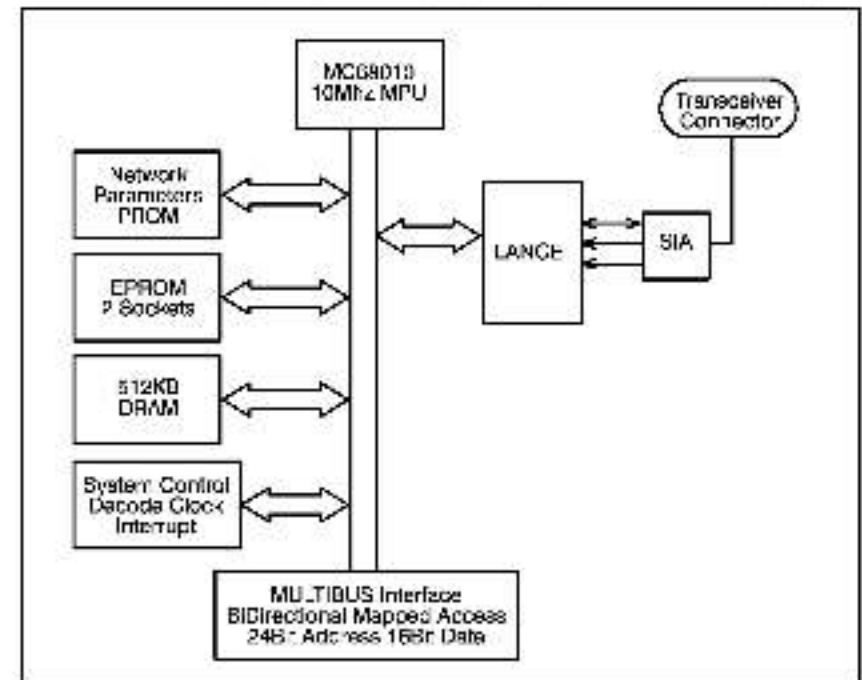 MC68010
10Mhz MPU
Transceiver
Connector
Network
Parameters
PROM
LANCE
SIA
EPROM
2 Sockets
512KB
DRAM
System Control
Decode Clock
Interrupt
MULTIBUS Interface
BiDirectional Mapped Access
24Bit Address 16Bit Data